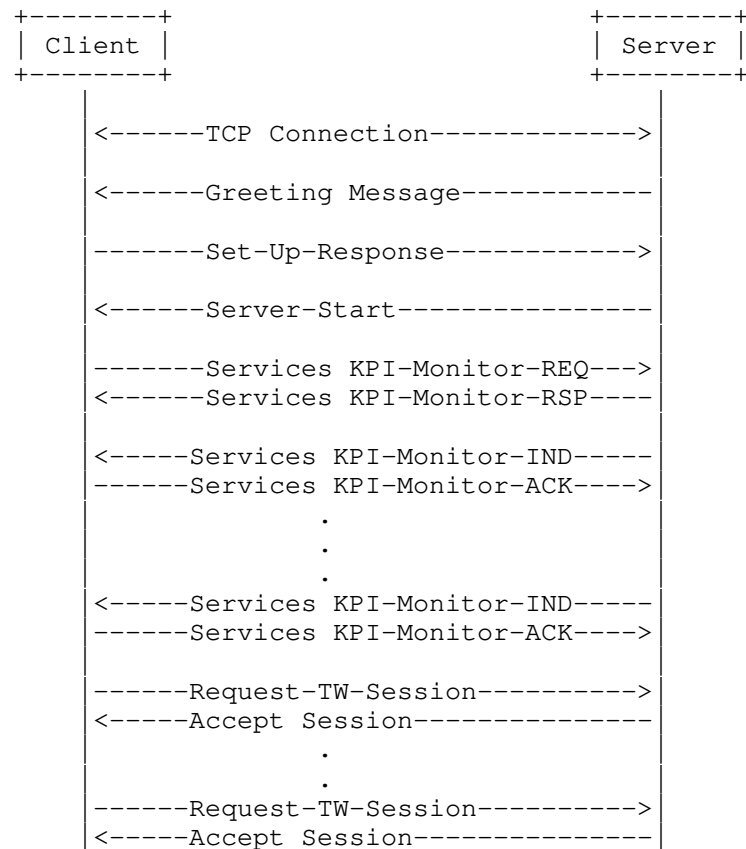 +--------+ +--------+
| Client | | Server |
+--------+ +--------+
| |
|<------TCP Connection------------->|
| |
|<------Greeting Message------------|
| |
|-------Set-Up-Response------------>|
| |
|<------Server-Start----------------|
| |
|-------Services KPI-Monitor-REQ--->|
|<------Services KPI-Monitor-RSP----|
| |
|<-----Services KPI-Monitor-IND-----|
|------Services KPI-Monitor-ACK---->|
| . |
| . |
| . |
|<-----Services KPI-Monitor-IND-----|
|------Services KPI-Monitor-ACK---->|
| |
|------Request-TW-Session---------->|
|<-----Accept Session---------------|
| . |
| . |
|------Request-TW-Session---------->|
|<-----Accept Session---------------|